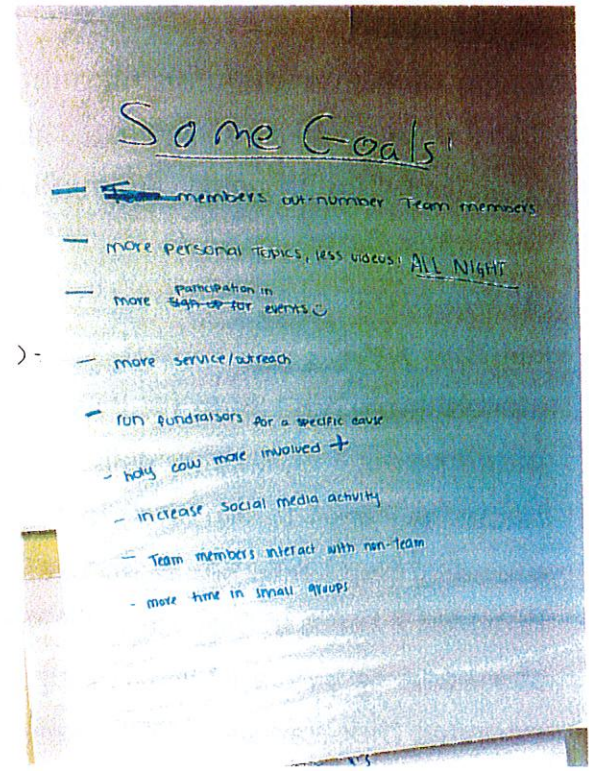 Some Goals!
— members out-number Team members
— more personal Topics, less videos! ALL NIGHT
participation in
— more sign-up for events ☺
— more service/outreach
- run fundraisors for a specific cause
- holy cow more involved +
- increase social media activity
- Team members interact with non-team
- more time in small groups